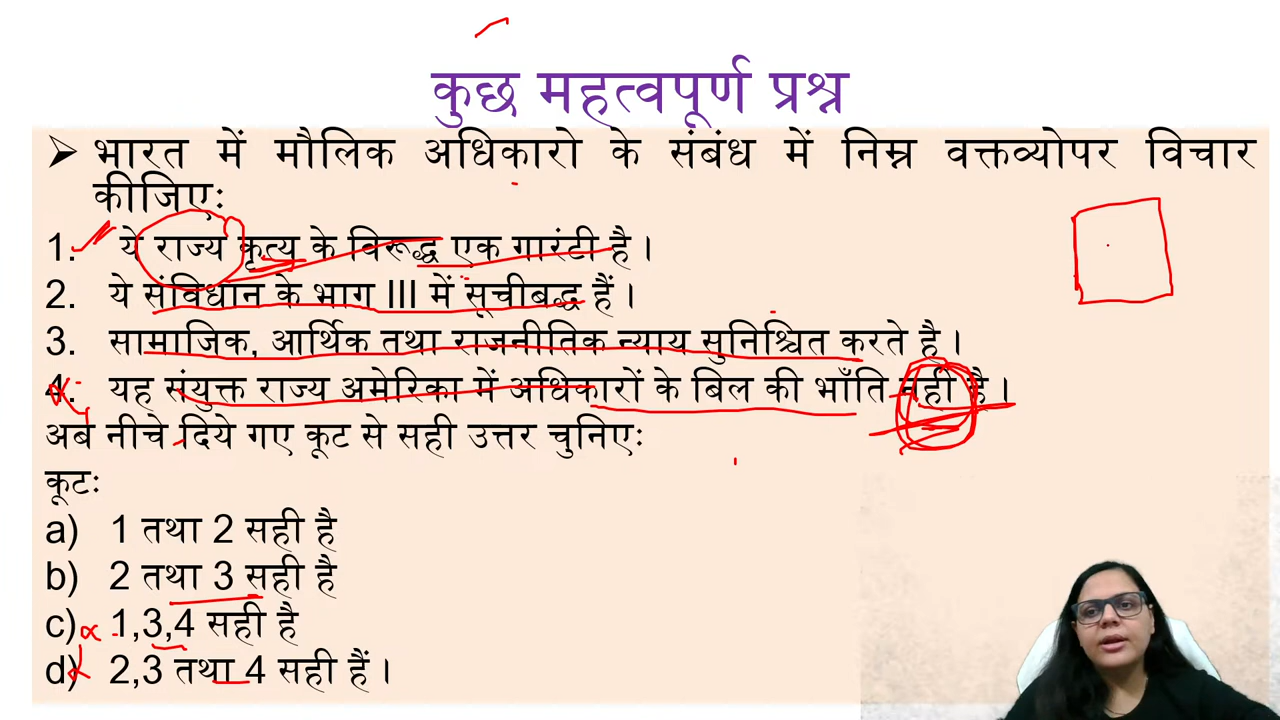 कुछ महत्वपूर्ण प्रश्न
➢ भारत में मौलिक अधिकारो के संबंध में निम्न वक्तव्योपर विचार
कीजिएः
1. ये राज्य कृत्य के विरूद्ध एक गारंटी है।
2. ये संविधान के भाग III में सूचीबद्ध हैं।
3. सामाजिक, आर्थिक तथा राजनीतिक न्याय सुनिश्चित करते है।
4. यह संयुक्त राज्य अमेरिका में अधिकारों के बिल की भाँति नही है।
अब नीचे दिये गए कूट से सही उत्तर चुनिएः
कूटः
a) 1 तथा 2 सही है
b) 2 तथा 3 सही है
c) 1,3,4 सही है
d) 2,3 तथा 4 सही हैं।